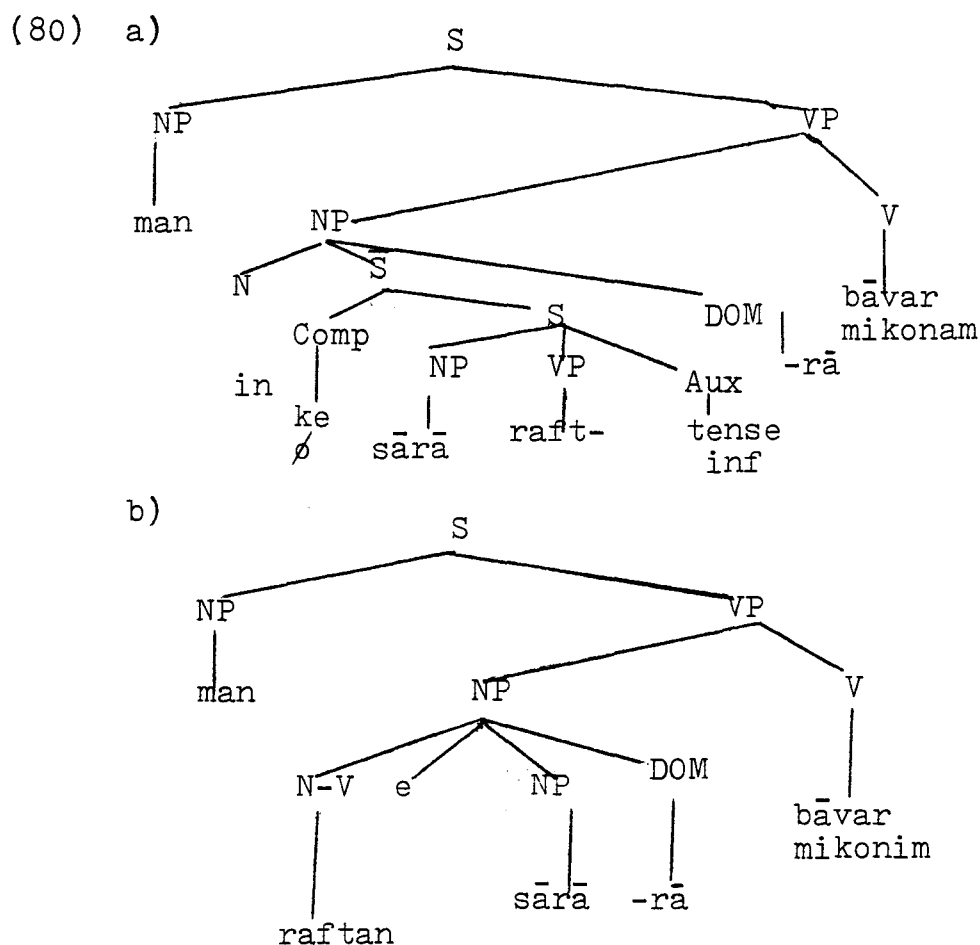 (80) a)
S
NP VP
man NP V
N S̄ DOM bāvar
Comp S -rā mikonam
in NP VP Aux
ke sārā raft- tense
ø inf
b)
S
NP VP
man NP V
N-V e NP DOM
bāvar
sārā -rā mikonim
raftan